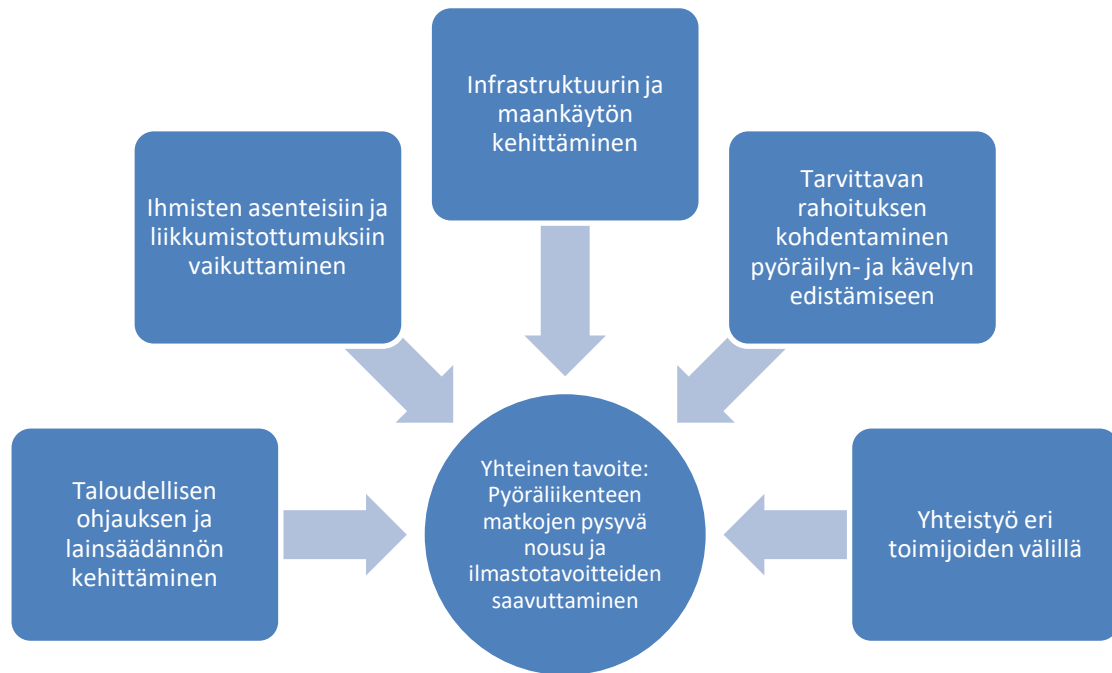 Infrastruktuurin ja
maankäytön
kehittäminen
Ihmisten asenteisiin ja
liikkumistottumuksiin
vaikuttaminen
Tarvittavan
rahoituksen
kohdentaminen
pyöräilyn- ja kävelyn
edistämiseen
Taloudellisen
ohjauksen ja
lainsäädännön
kehittäminen
Yhteinen tavoite:
Pyöräliikenteen
matkojen pysyvä
nousu ja
ilmastotavoitteiden
saavuttaminen
Yhteistyö eri
toimijoiden välillä